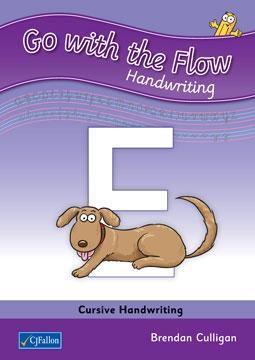 Go with the Flow
Handwriting
E
Cursive Handwriting
CJFallon
Brendan Culligan